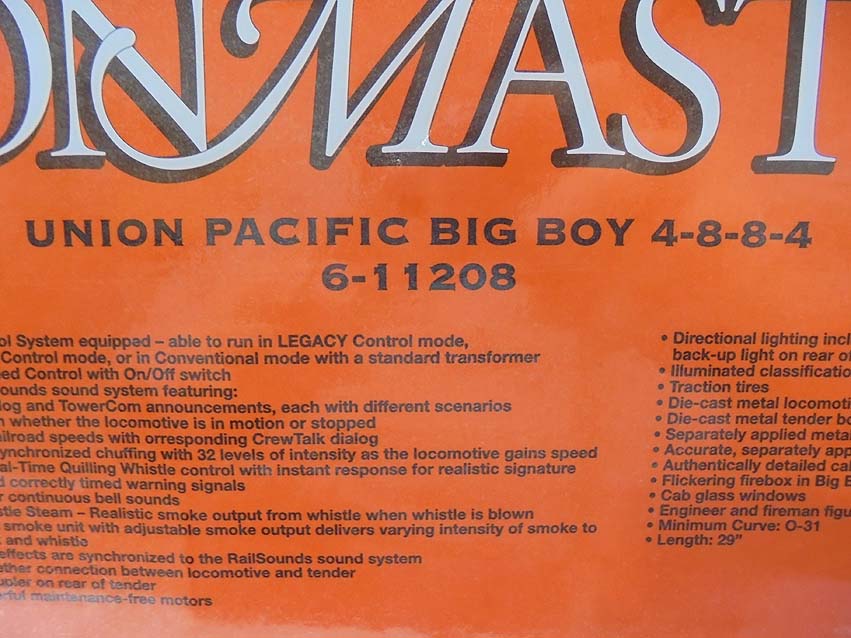 ONMAST
UNION PACIFIC BIG BOY 4-8-8-4
6-11208
ol System equipped – able to run in LEGACY Control mode,
Control mode, or in Conventional mode with a standard transformer
ed Control with On/Off switch
ounds sound system featuring:
log and TowerCom announcements, each with different scenarios
n whether the locomotive is in motion or stopped
ilroad speeds with orresponding CrewTalk dialog
ynchronized chuffing with 32 levels of intensity as the locomotive gains speed
al-Time Quilling Whistle control with instant response for realistic signature
d correctly timed warning signals
r continuous bell sounds
stle Steam – Realistic smoke output from whistle when whistle is blown
smoke unit with adjustable smoke output delivers varying intensity of smoke to
and whistle
effects are synchronized to the RailSounds sound system
ether connection between locomotive and tender
upler on rear of tender
erful maintenance-free motors
• Directional lighting incl
back-up light on rear of
• Illuminated classificatio
• Traction tires
• Die-cast metal locomoti
• Die-cast metal tender bo
• Separately applied metal
• Accurate, separately app
• Authentically detailed cab
• Flickering firebox in Big B
• Cab glass windows
• Engineer and fireman figu
• Minimum Curve: O-31
• Length: 29”